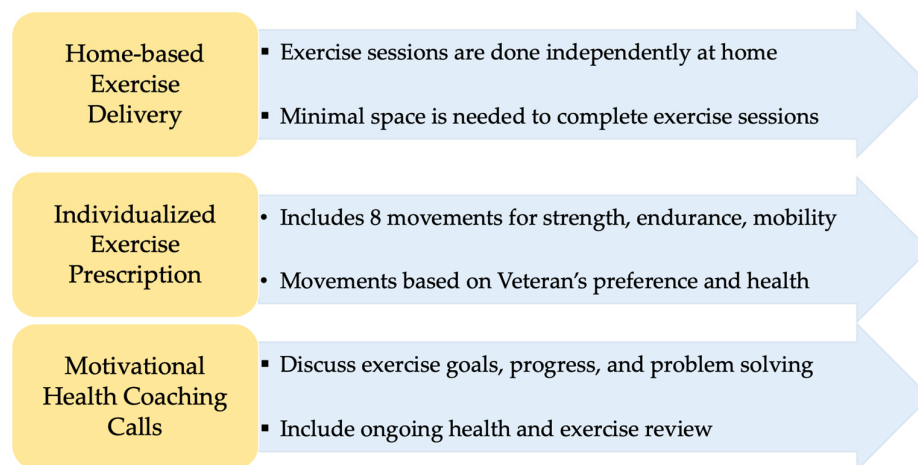 Home-based
Exercise
Delivery
▪ Exercise sessions are done independently at home
▪ Minimal space is needed to complete exercise sessions
Individualized
Exercise
Prescription
• Includes 8 movements for strength, endurance, mobility
• Movements based on Veteran’s preference and health
Motivational
Health Coaching
Calls
▪ Discuss exercise goals, progress, and problem solving
▪ Include ongoing health and exercise review